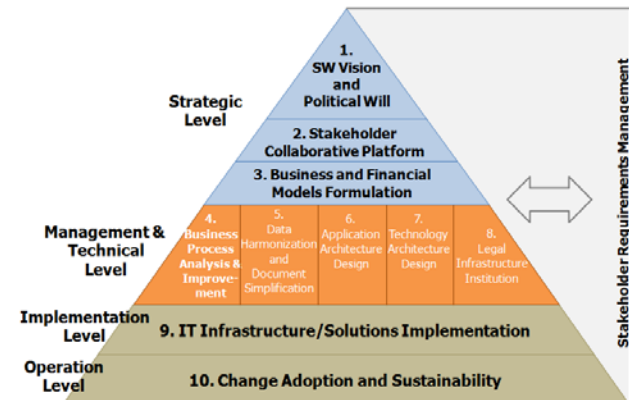 1.
SW Vision
and
Political Will
Strategic
Level
2. Stakeholder
Collaborative Platform
3. Business and Financial
Models Formulation
Management &
Technical
Level
4.
Business
Process
Analysis &
Improve-
ment
5.
Data
Harmonization
and
Document
Simplification
6.
Application
Architecture
Design
7.
Technology
Architecture
Design
8.
Legal
Infrastructure
Institution
Implementation
Level
9. IT Infrastructure/Solutions Implementation
Operation
Level
10. Change Adoption and Sustainability
Stakeholder Requirements Management